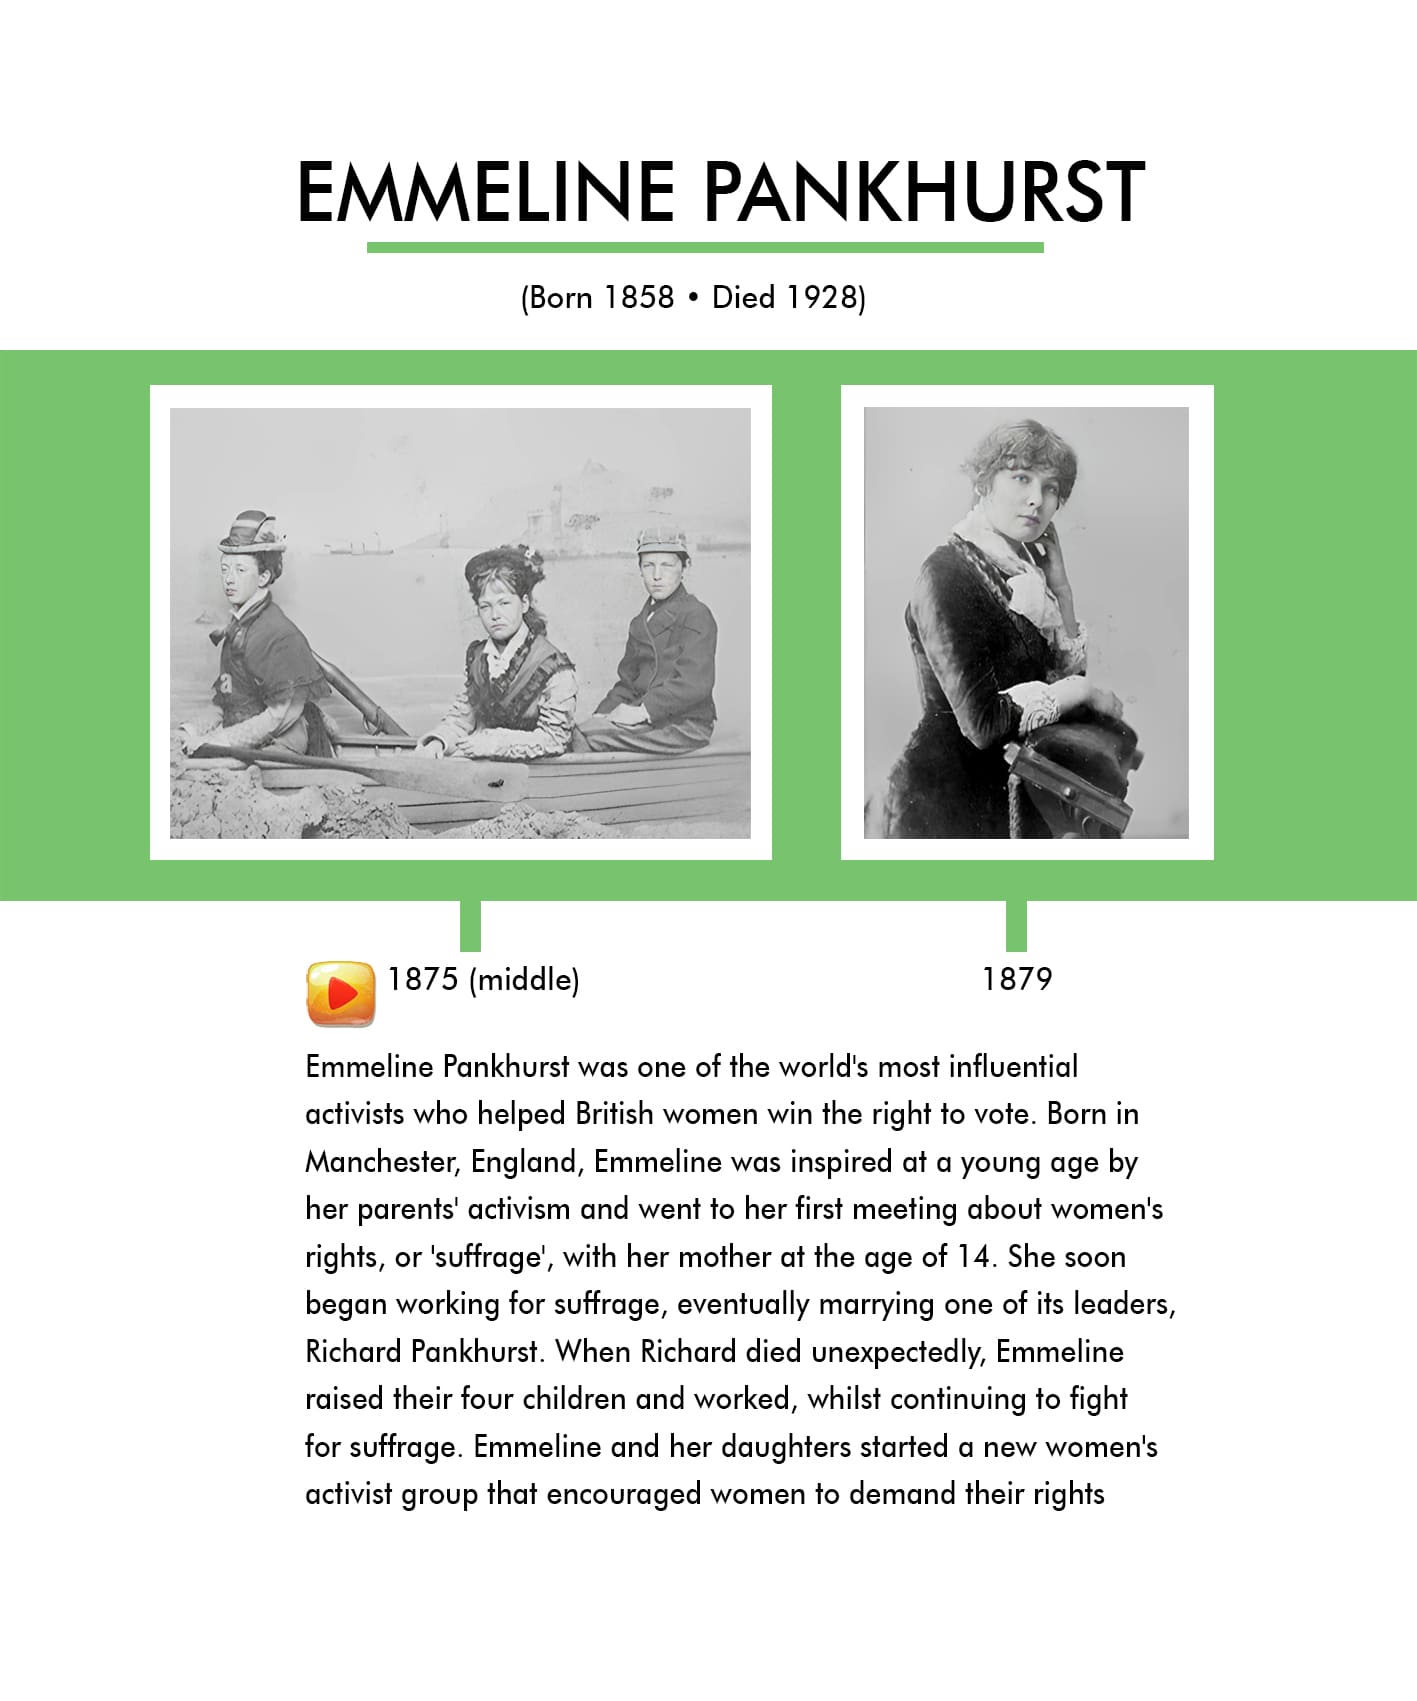 EMMELINE PANKHURST
(Born 1858 • Died 1928)
a
1875 (middle)
1879
Emmeline Pankhurst was one of the world's most influential
activists who helped British women win the right to vote. Born in
Manchester, England, Emmeline was inspired at a young age by
her parents' activism and went to her first meeting about women's
rights, or 'suffrage', with her mother at the age of 14. She soon
began working for suffrage, eventually marrying one of its leaders,
Richard Pankhurst. When Richard died unexpectedly, Emmeline
raised their four children and worked, whilst continuing to fight
for suffrage. Emmeline and her daughters started a new women's
activist group that encouraged women to demand their rights